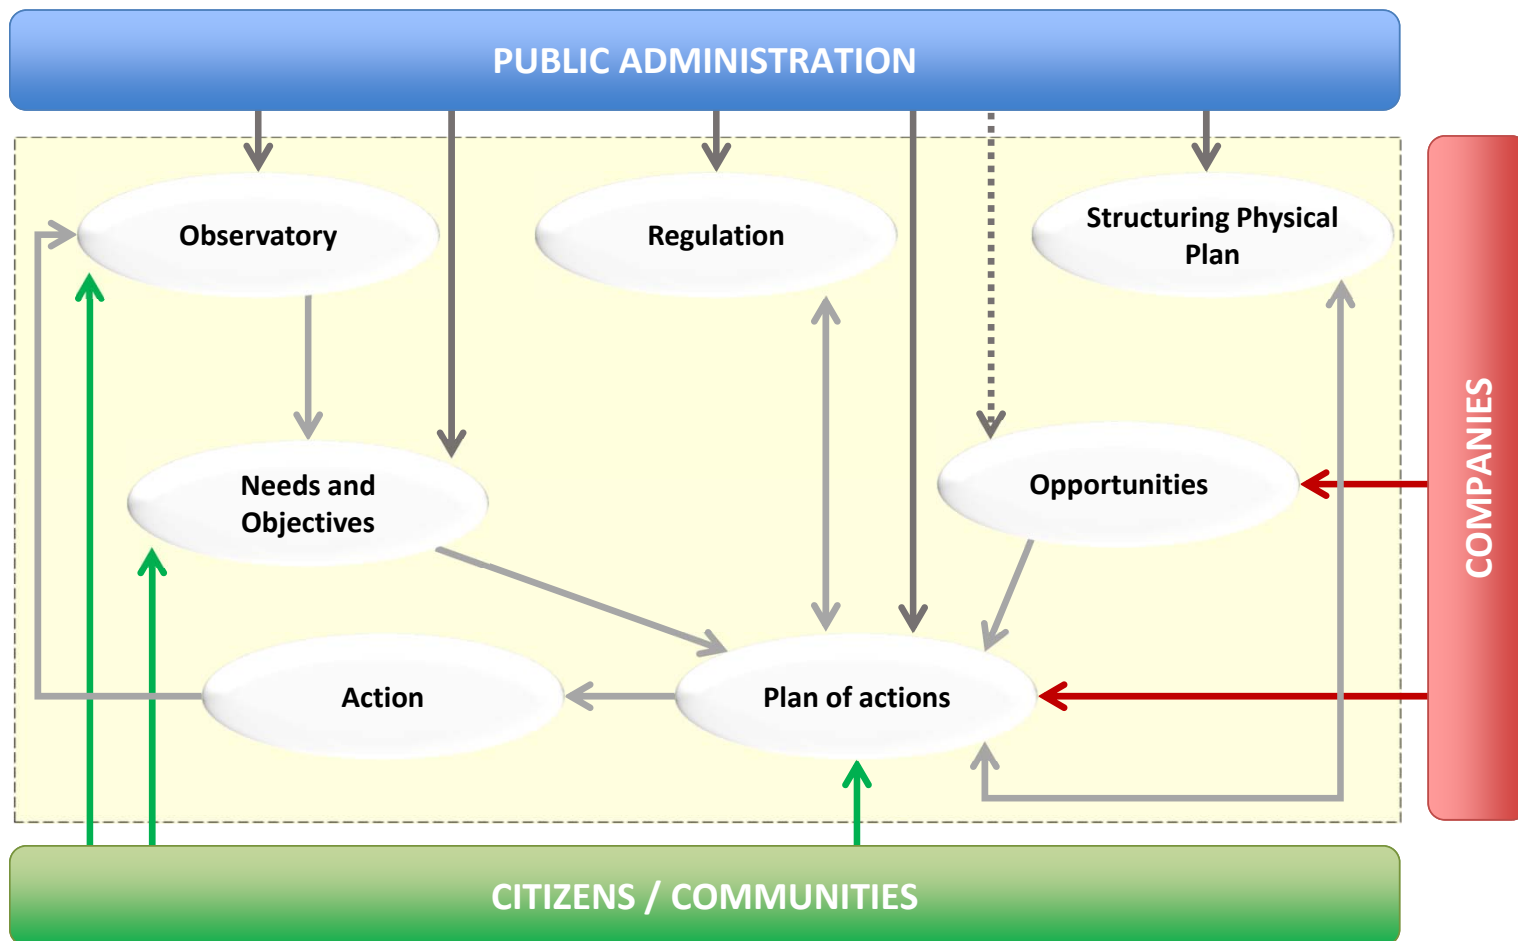 PUBLIC ADMINISTRATION
Observatory
Regulation
Structuring Physical
Plan
Needs and
Objectives
Opportunities
COMPANIES
Action
Plan of actions
CITIZENS / COMMUNITIES